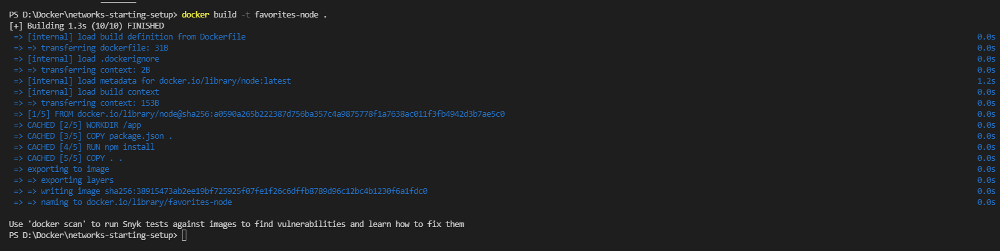 PS D:\Docker\networks-starting-setup> docker build -t favorites-node .
[+] Building 1.3s (10/10) FINISHED
=> [internal] load build definition from Dockerfile 0.0s
=> => transferring dockerfile: 31B 0.0s
=> [internal] load .dockerignore 0.0s
=> => transferring context: 2B 0.0s
=> [internal] load metadata for docker.io/library/node:latest 1.2s
=> [internal] load build context 0.0s
=> => transferring context: 153B 0.0s
=> [1/5] FROM docker.io/library/node@sha256:a0590a265b222387d756ba357c4a9875778f1a7638ac011f3fb4942d3b7ae5c0 0.0s
=> CACHED [2/5] WORKDIR /app 0.0s
=> CACHED [3/5] COPY package.json . 0.0s
=> CACHED [4/5] RUN npm install 0.0s
=> CACHED [5/5] COPY . . 0.0s
=> exporting to image 0.0s
=> => exporting layers 0.0s
=> => writing image sha256:38915473ab2ee19bf725925f07fe1f26c6dffb8789d96c12bc4b1230f6a1fdc0 0.0s
=> => naming to docker.io/library/favorites-node 0.0s
Use 'docker scan' to run Snyk tests against images to find vulnerabilities and learn how to fix them
PS D:\Docker\networks-starting-setup>